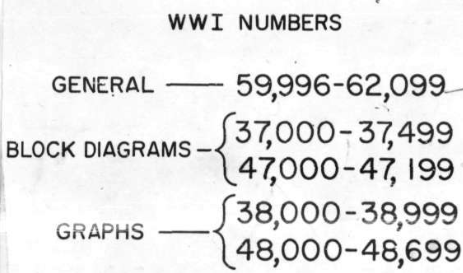 WWI NUMBERS
GENERAL — 59,996-62,099
BLOCK DIAGRAMS - { 37,000-37,499
47,000-47,199
GRAPHS — { 38,000-38,999
48,000-48,699